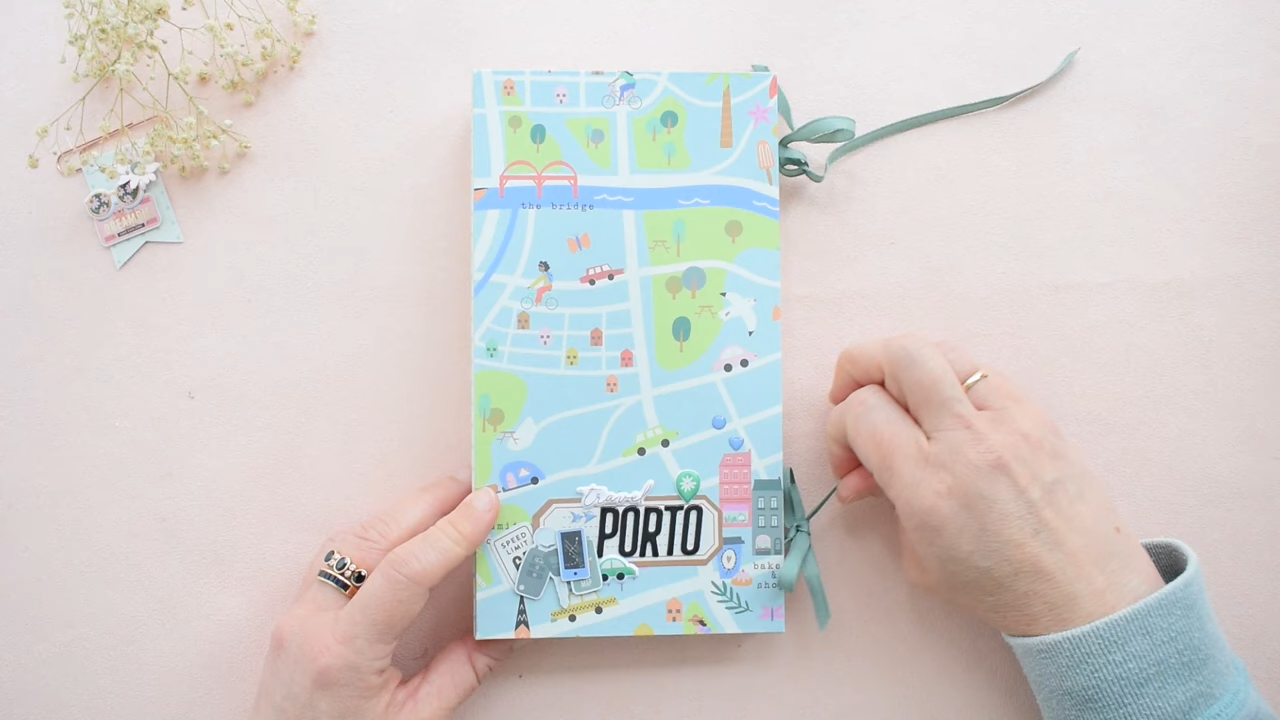 the bridge
travel
PORTO
SPEED
LIMIT
bake
&
sho